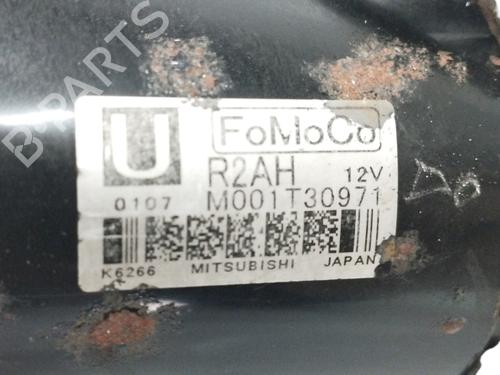 B-PARTS
U
FoMoCo
R2AH 12V
0107 M001T30971
K6266 MITSUBISHI JAPAN